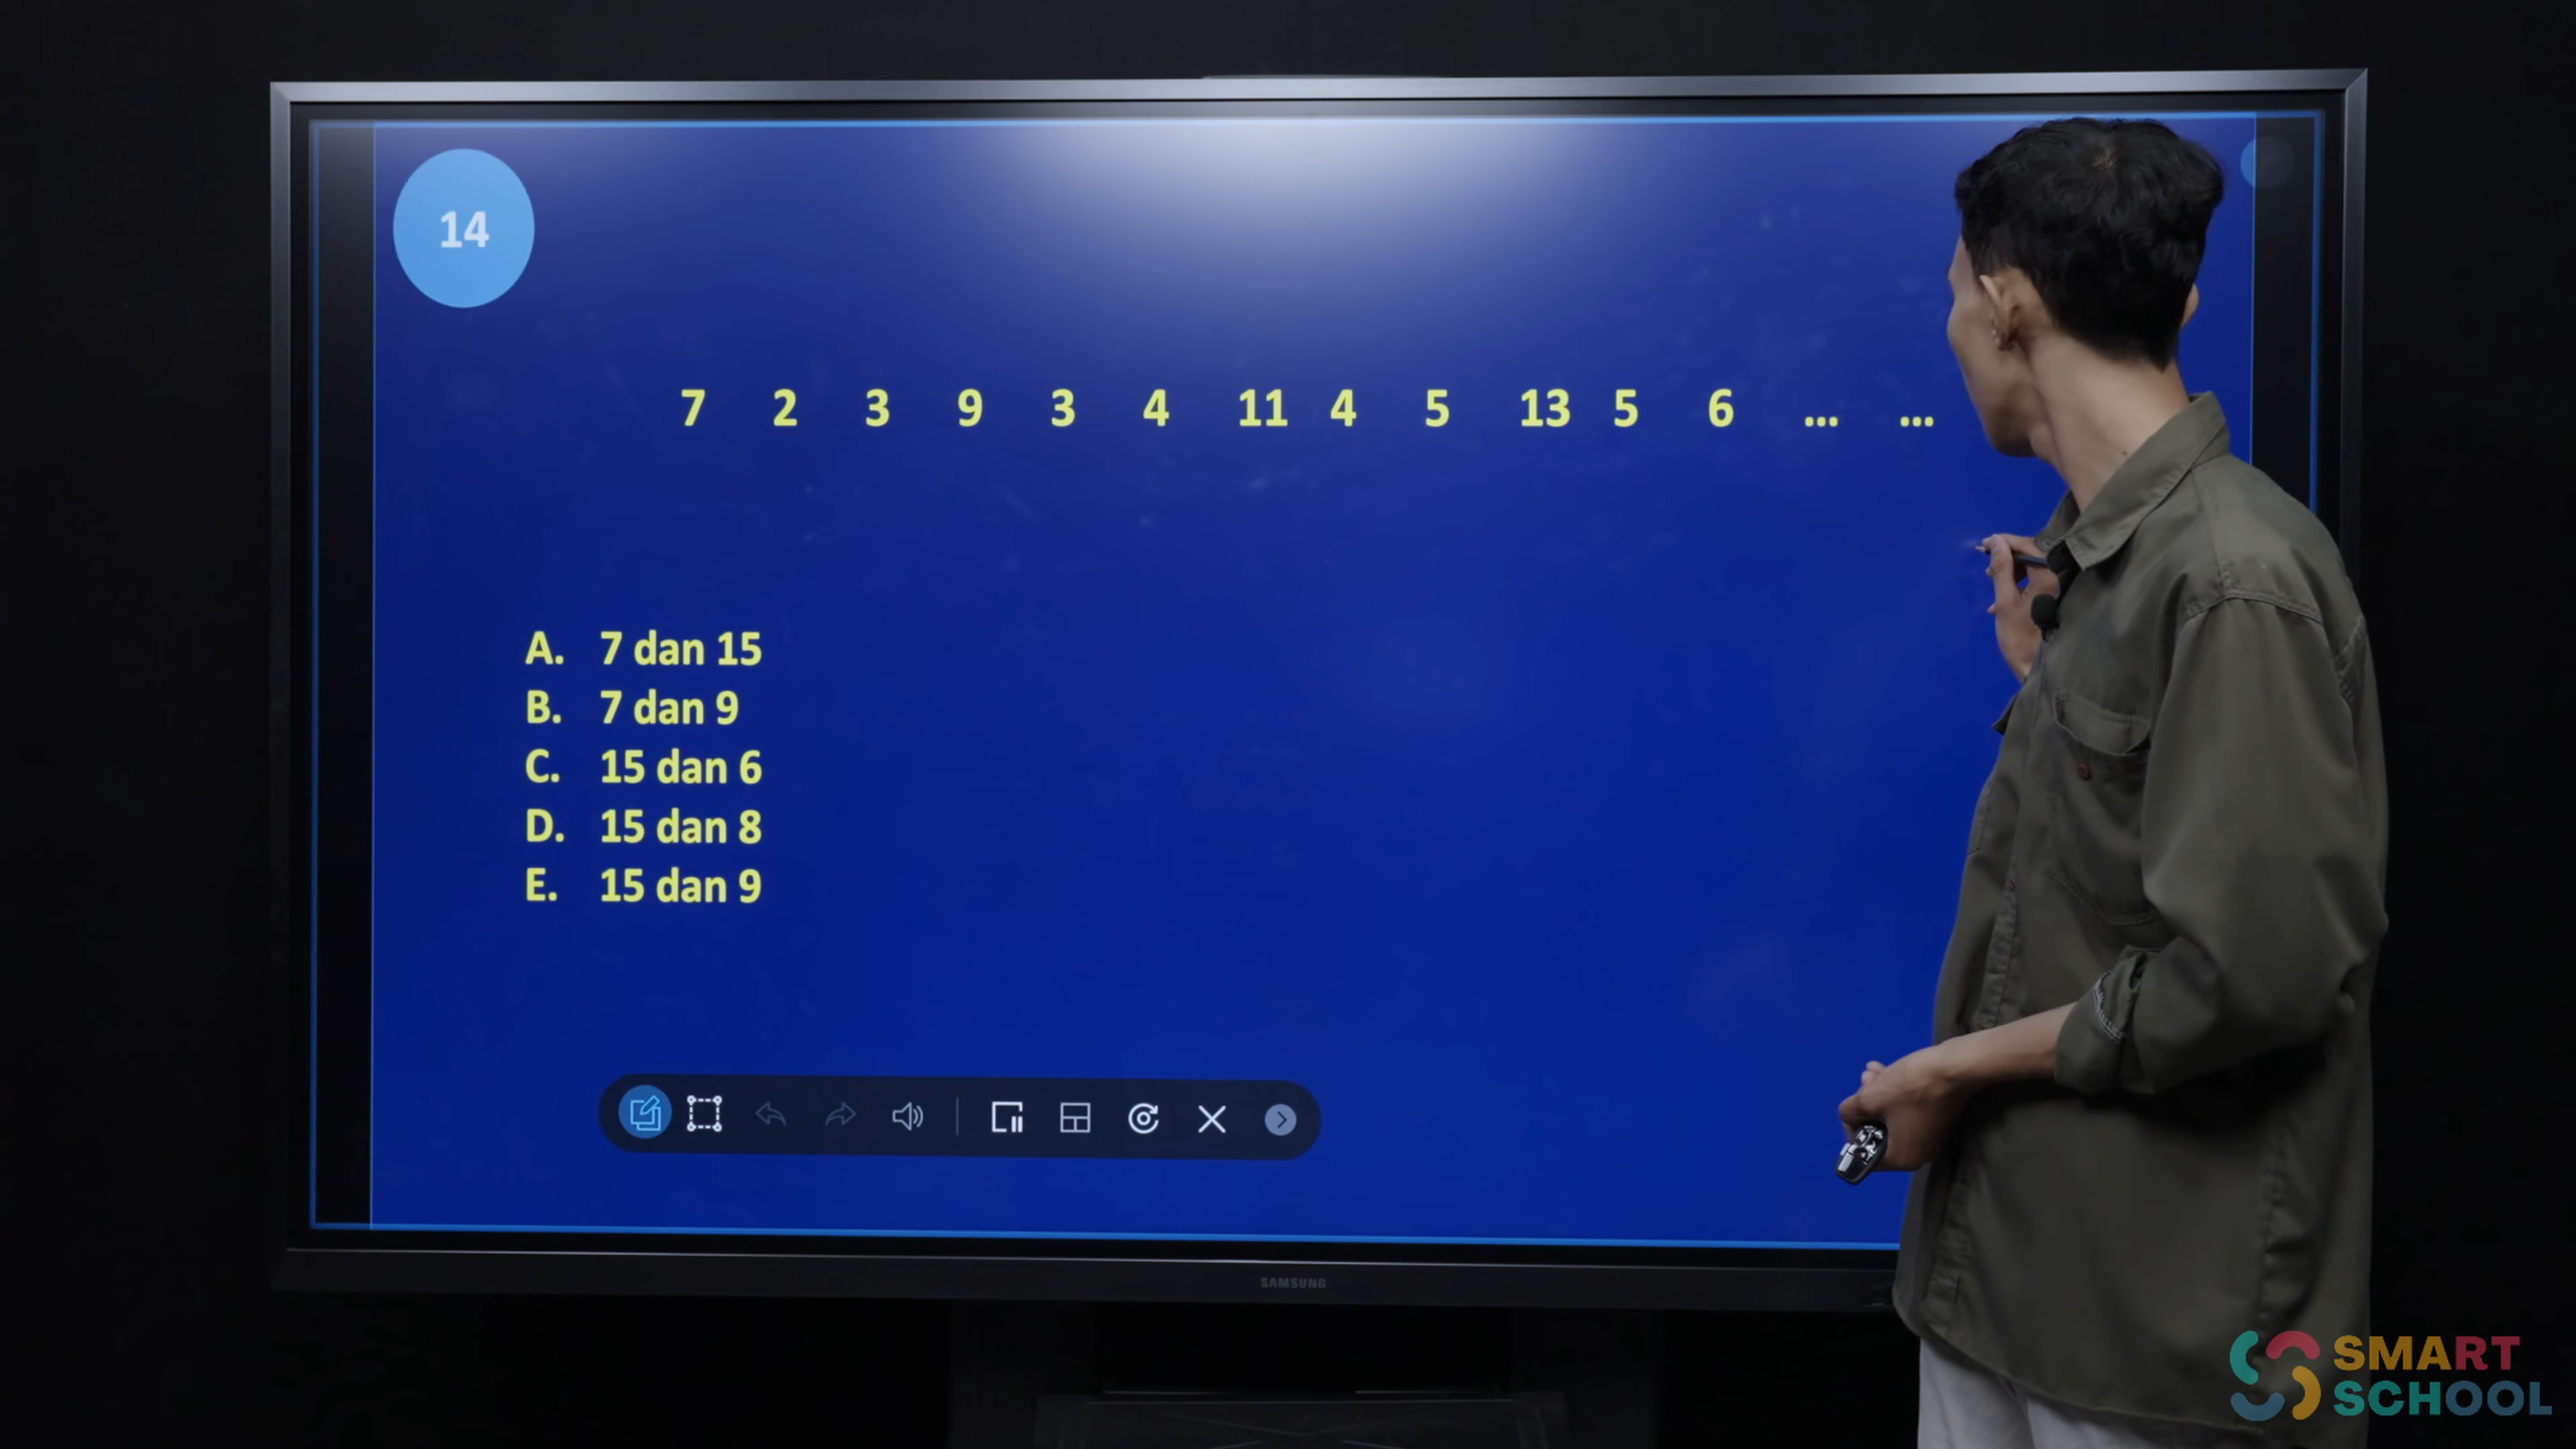 14
7 2 3 9 3 4 11 4 5 13 5 6 ... ...
A. 7 dan 15
B. 7 dan 9
C. 15 dan 6
D. 15 dan 8
E. 15 dan 9
SAMSUNG
SMART
SCHOOL